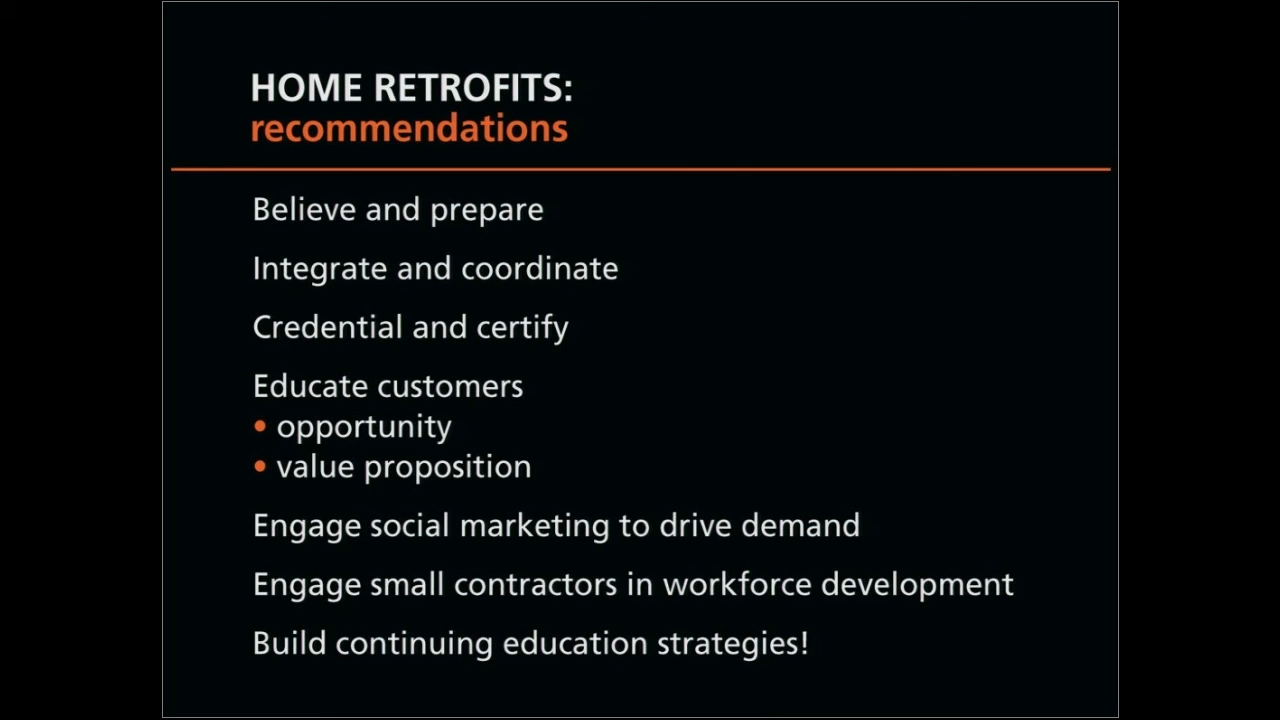 HOME RETROFITS:
recommendations
Believe and prepare
Integrate and coordinate
Credential and certify
Educate customers
• opportunity
• value proposition
Engage social marketing to drive demand
Engage small contractors in workforce development
Build continuing education strategies!